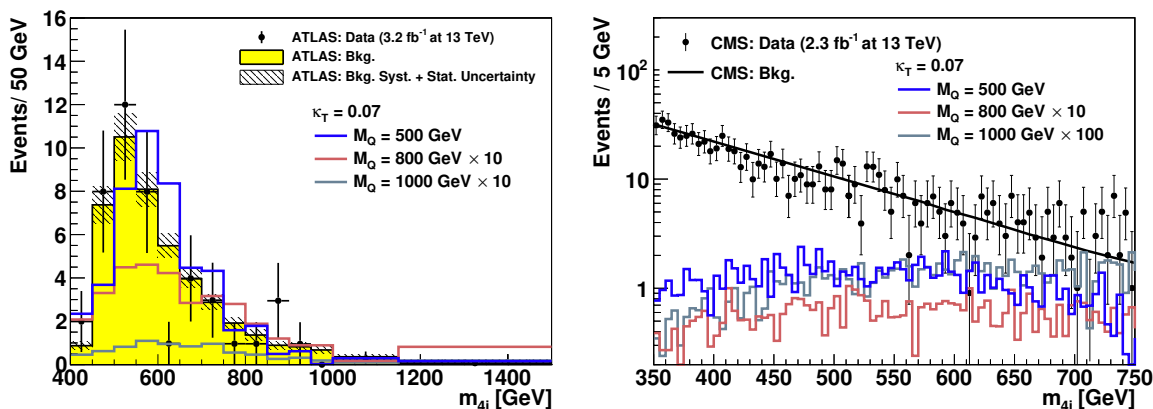 Events/ 50 GeV
16
14
12
10
8
6
4
2
0
400 600 800 1000 1200 1400
m4j [GeV]
ATLAS: Data (3.2 fb-1 at 13 TeV)
ATLAS: Bkg.
ATLAS: Bkg. Syst. + Stat. Uncertainty
κT = 0.07
MQ = 500 GeV
MQ = 800 GeV × 10
MQ = 1000 GeV × 10
Events / 5 GeV
10²
10
1
350 400 450 500 550 600 650 700 750
m4j [GeV]
CMS: Data (2.3 fb-1 at 13 TeV)
CMS: Bkg.
κT = 0.07
MQ = 500 GeV
MQ = 800 GeV × 10
MQ = 1000 GeV × 100